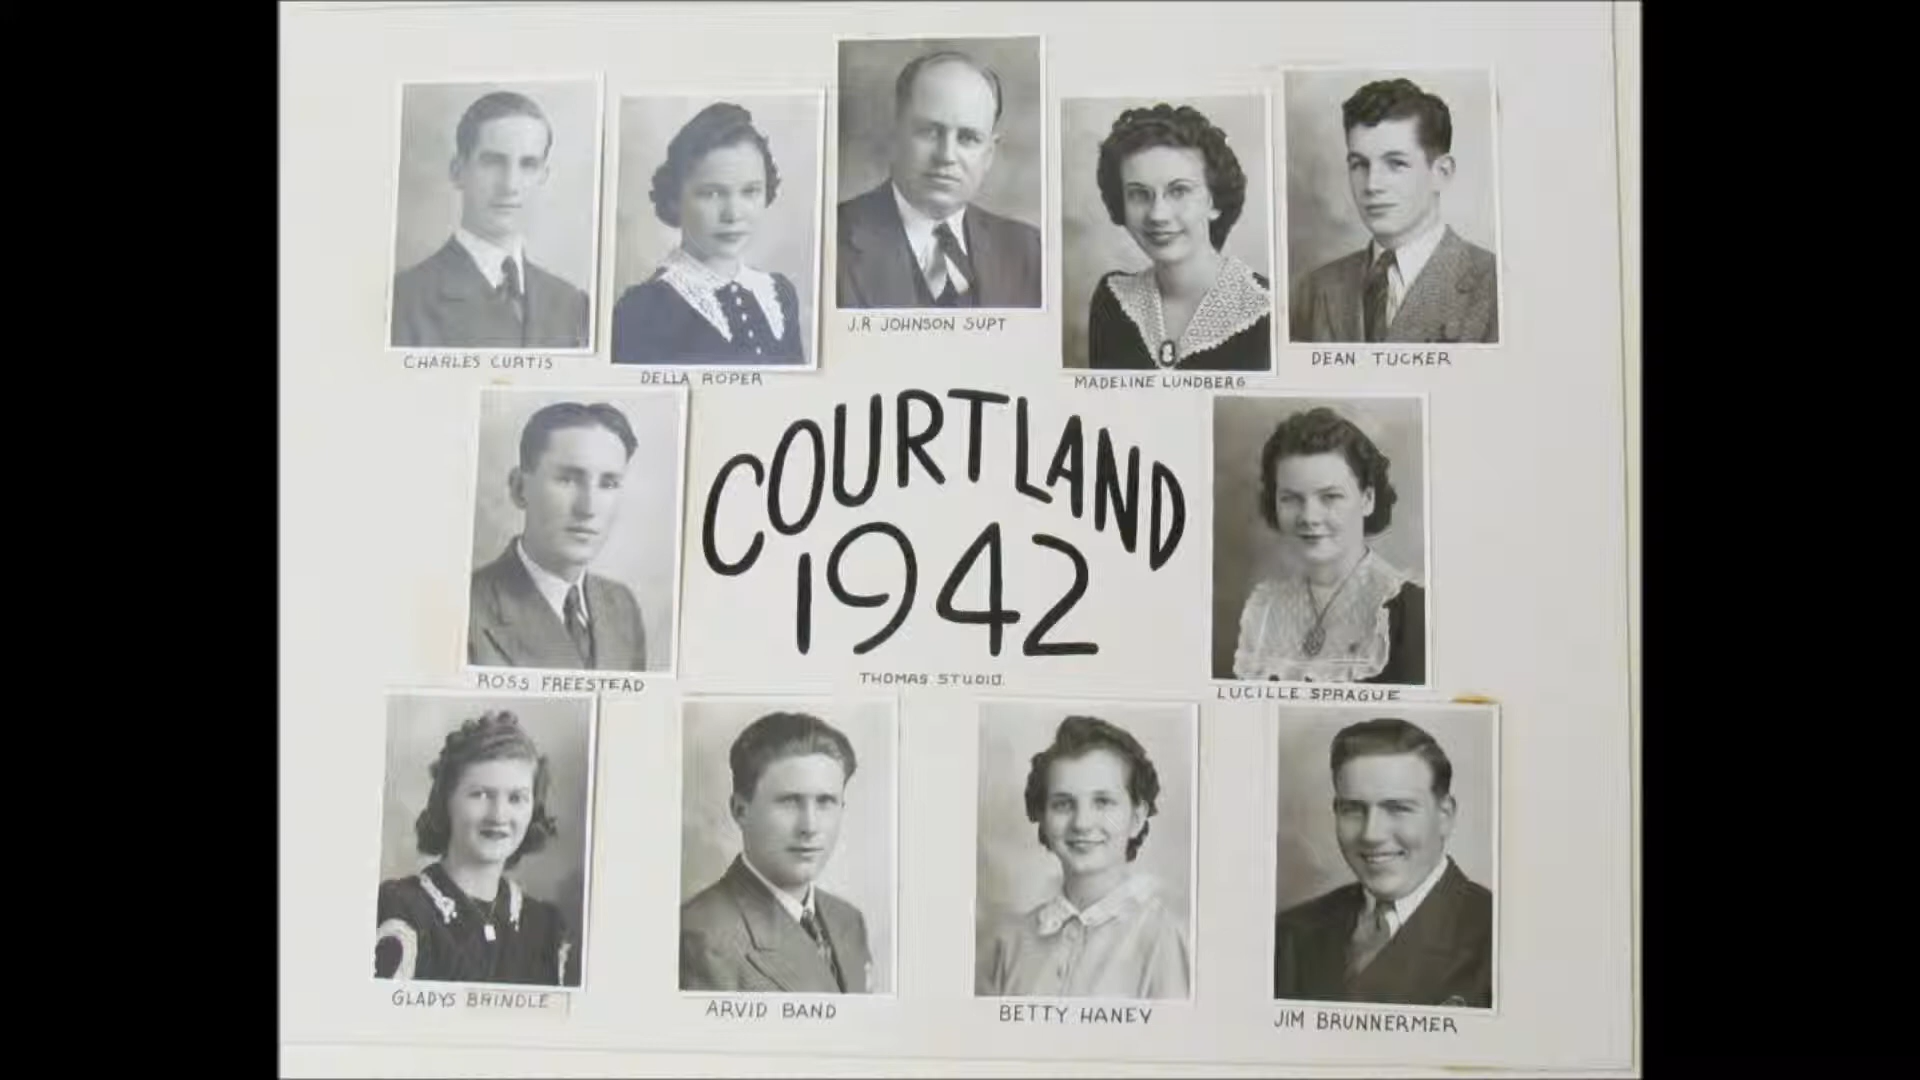 J.R JOHNSON SUPT
CHARLES CURTIS
DELLA ROPER
MADELINE LUNDBERG
DEAN TUCKER
COURTLAND
1942
THOMAS STUDIO.
ROSS FREESTEAD
LUCILLE SPRAGUE
GLADYS BRINDLE
ARVID BAND
BETTY HANEY
JIM BRUNNERMER